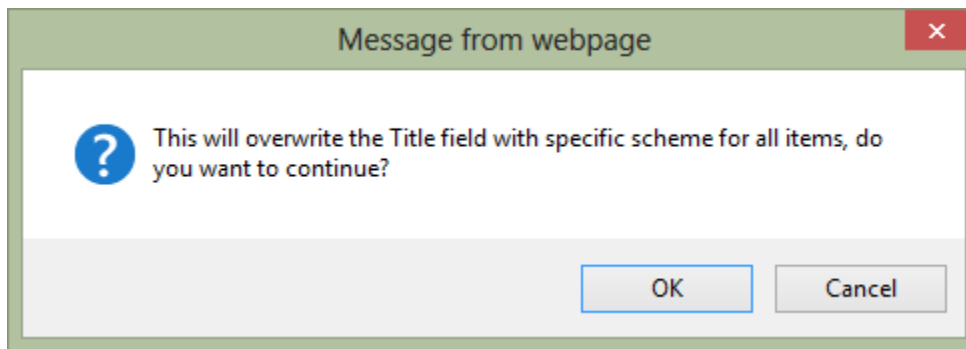 Message from webpage
This will overwrite the Title field with specific scheme for all items, do
you want to continue?
OK
Cancel